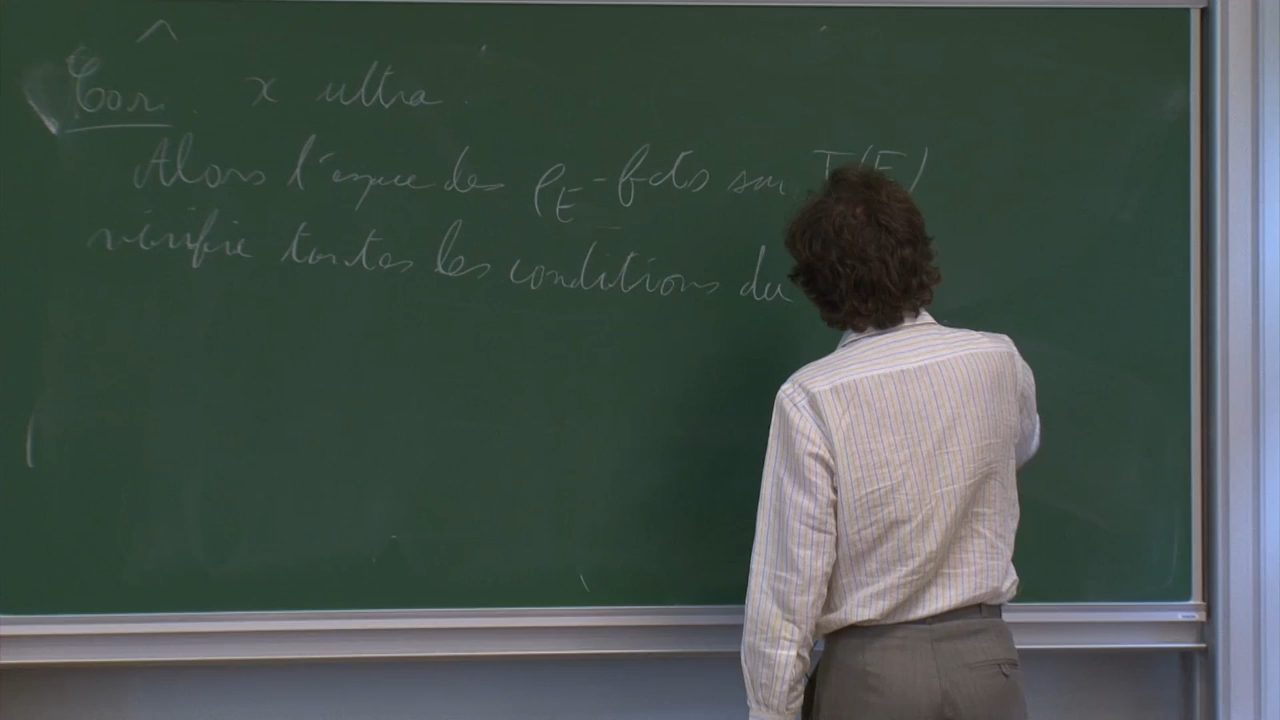 Cor. x ultra.
Alors l'espace des ρ_E-fcts sur T(E)
vérifie toutes les conditions du